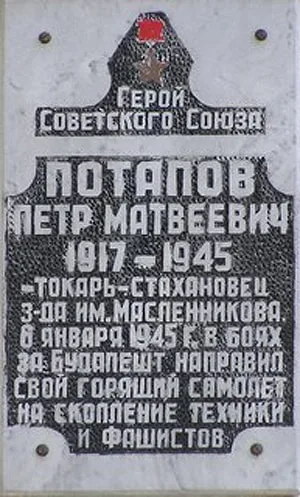 Герой
Советского Союза
ПОТАПОВ
ПЕТР МАТВЕЕВИЧ
1917 – 1945
-ТОКАРЬ-СТАХАНОВЕЦ
З-ДА ИМ.МАСЛЕННИКОВА.
8 ЯНВАРЯ 1945 Г. В БОЯХ
ЗА БУДАПЕШТ НАПРАВИЛ
СВОЙ ГОРЯЩИЙ САМОЛЕТ
НА СКОПЛЕНИЕ ТЕХНИКИ
И ФАШИСТОВ